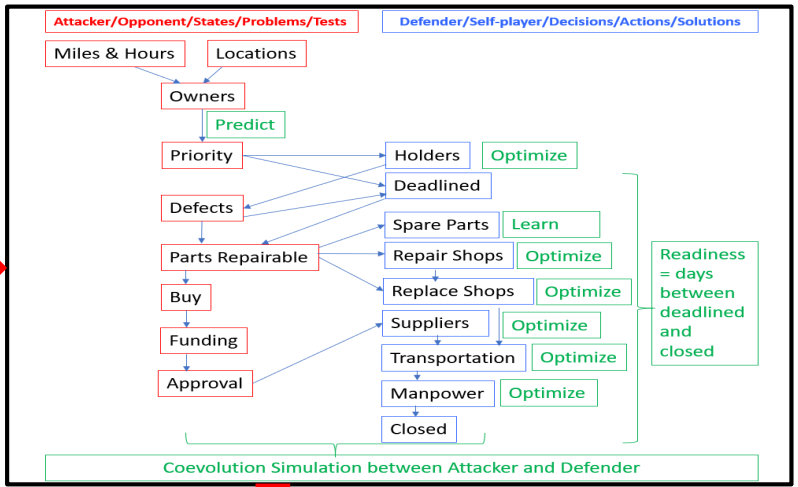 Attacker/Opponent/States/Problems/Tests
Defender/Self-player/Decisions/Actions/Solutions
Miles & Hours
Locations
Owners
Predict
Priority
Holders
Optimize
Deadlined
Defects
Spare Parts
Learn
Parts Repairable
Repair Shops
Optimize
Readiness
= days
between
deadlined
and
closed
Buy
Replace Shops
Optimize
Funding
Suppliers
Optimize
Transportation
Optimize
Approval
Manpower
Optimize
Closed
Coevolution Simulation between Attacker and Defender